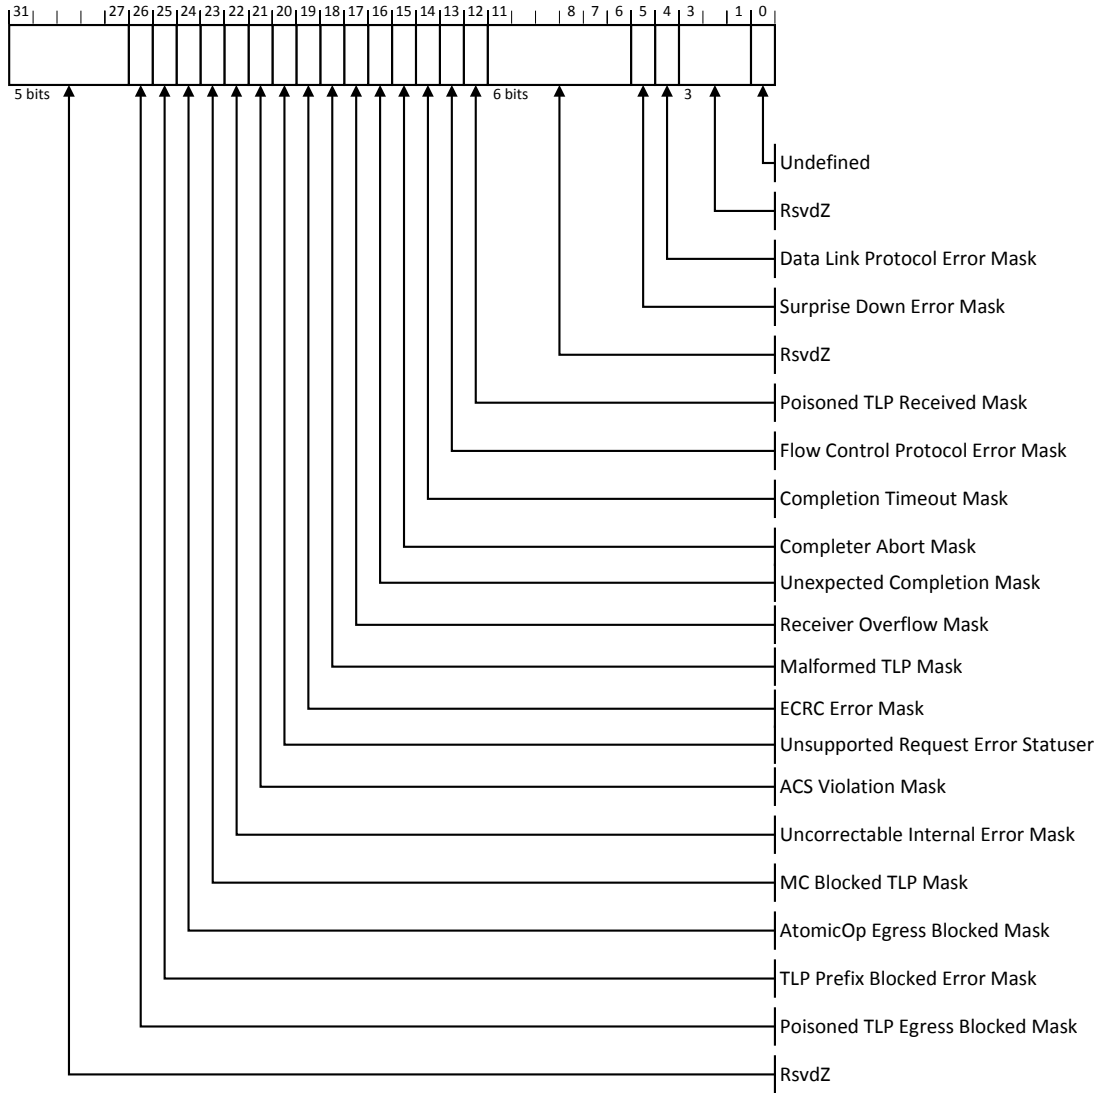 31 27 26 25 24 23 22 21 20 19 18 17 16 15 14 13 12 11 8 7 6 5 4 3 1 0
5 bits 6 bits 3
Undefined
RsvdZ
Data Link Protocol Error Mask
Surprise Down Error Mask
RsvdZ
Poisoned TLP Received Mask
Flow Control Protocol Error Mask
Completion Timeout Mask
Completer Abort Mask
Unexpected Completion Mask
Receiver Overflow Mask
Malformed TLP Mask
ECRC Error Mask
Unsupported Request Error Statuser
ACS Violation Mask
Uncorrectable Internal Error Mask
MC Blocked TLP Mask
AtomicOp Egress Blocked Mask
TLP Prefix Blocked Error Mask
Poisoned TLP Egress Blocked Mask
RsvdZ